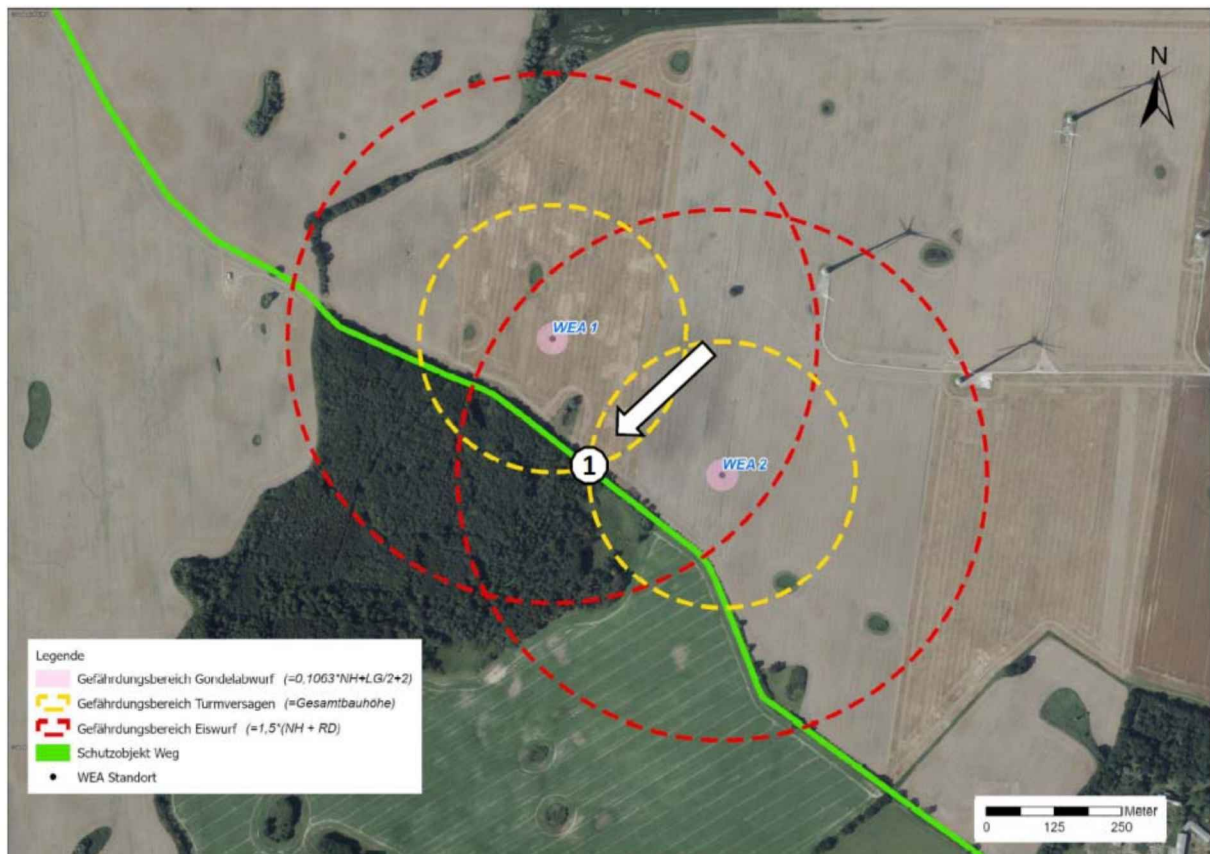 N
WEA 1
1
WEA 2
Legende
Gefährdungsbereich Gondelabwurf (=0,1063*NH+LG/2+2)
Gefährdungsbereich Turmversagen (=Gesamtbauhöhe)
Gefährdungsbereich Eiswurf (=1,5*(NH + RD)
Schutzobjekt Weg
WEA Standort
Meter
0 125 250